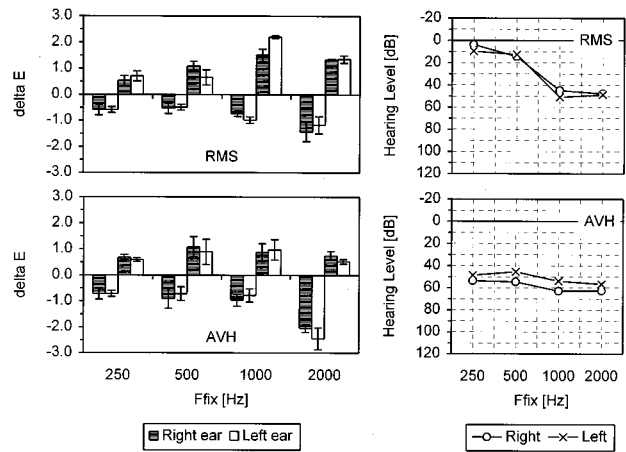 delta E
3.0
2.0
1.0
0.0
-1.0
-2.0
-3.0
RMS
Hearing Level [dB]
-20
0
20
40
60
80
100
120
RMS
delta E
3.0
2.0
1.0
0.0
-1.0
-2.0
-3.0
AVH
250 500 1000 2000
Ffix [Hz]
Right ear Left ear
Hearing Level [dB]
-20
0
20
40
60
80
100
120
AVH
250 500 1000 2000
Ffix [Hz]
Right Left